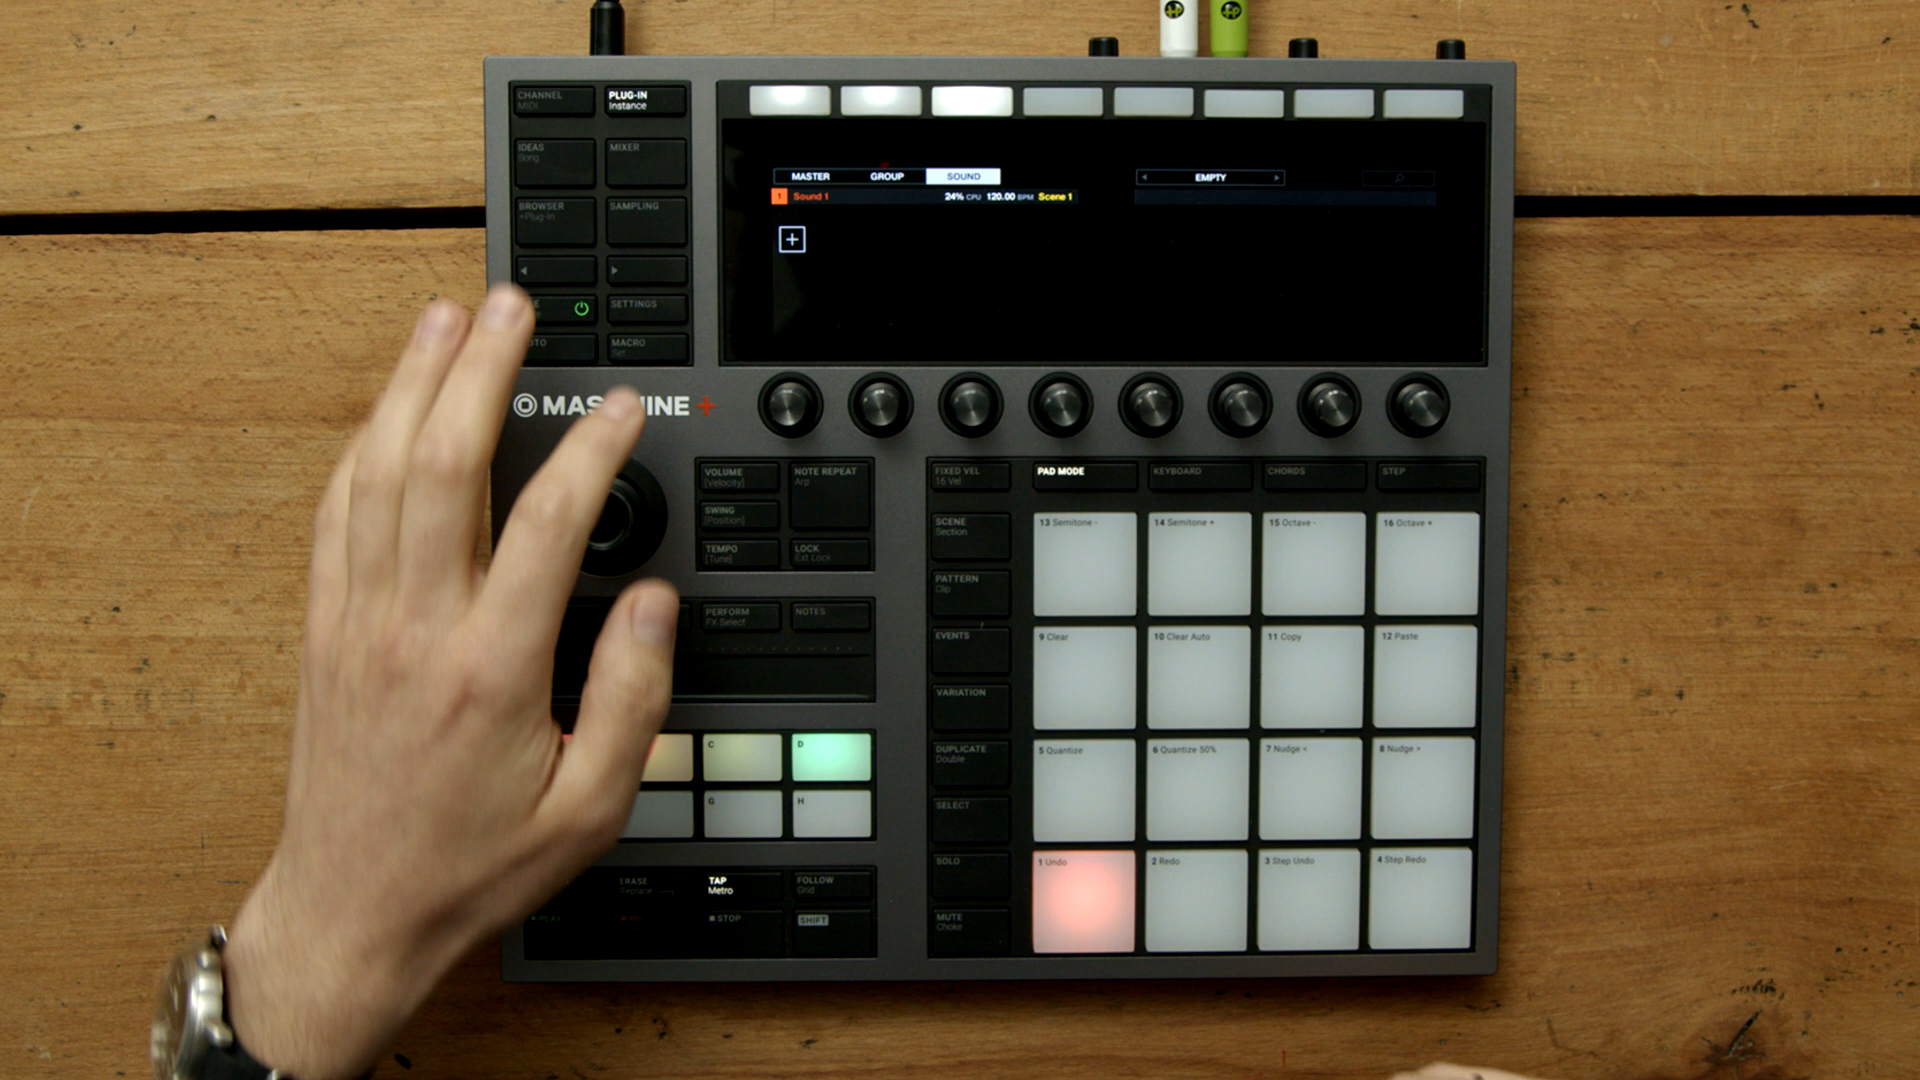 CHANNEL
MIDI
PLUG-IN
Instance
IDEAS
Song
MIXER
BROWSER
+Plug-In
SAMPLING
SETTINGS
MACRO
Set
MASTER
GROUP
SOUND
1 Sound 1
24% CPU 120.00 BPM Scene 1
EMPTY
VOLUME
[Velocity]
NOTE REPEAT
Arp
SWING
[Position]
TEMPO
[Tune]
LOCK
Ext Lock
PERFORM
FX Select
NOTES
C
D
G
H
ERASE
Replace
TAP
Metro
FOLLOW
Grid
PLAY
STOP
SHIFT
FIXED VEL
16 Vel
PAD MODE
KEYBOARD
CHORDS
STEP
SCENE
Section
PATTERN
Clip
EVENTS
VARIATION
DUPLICATE
Double
SELECT
SOLO
MUTE
Choke
13 Semitone -
14 Semitone +
15 Octave -
16 Octave +
9 Clear
10 Clear Auto
11 Copy
12 Paste
5 Quantize
6 Quantize 50%
7 Nudge <
8 Nudge >
1 Undo
2 Redo
3 Step Undo
4 Step Redo